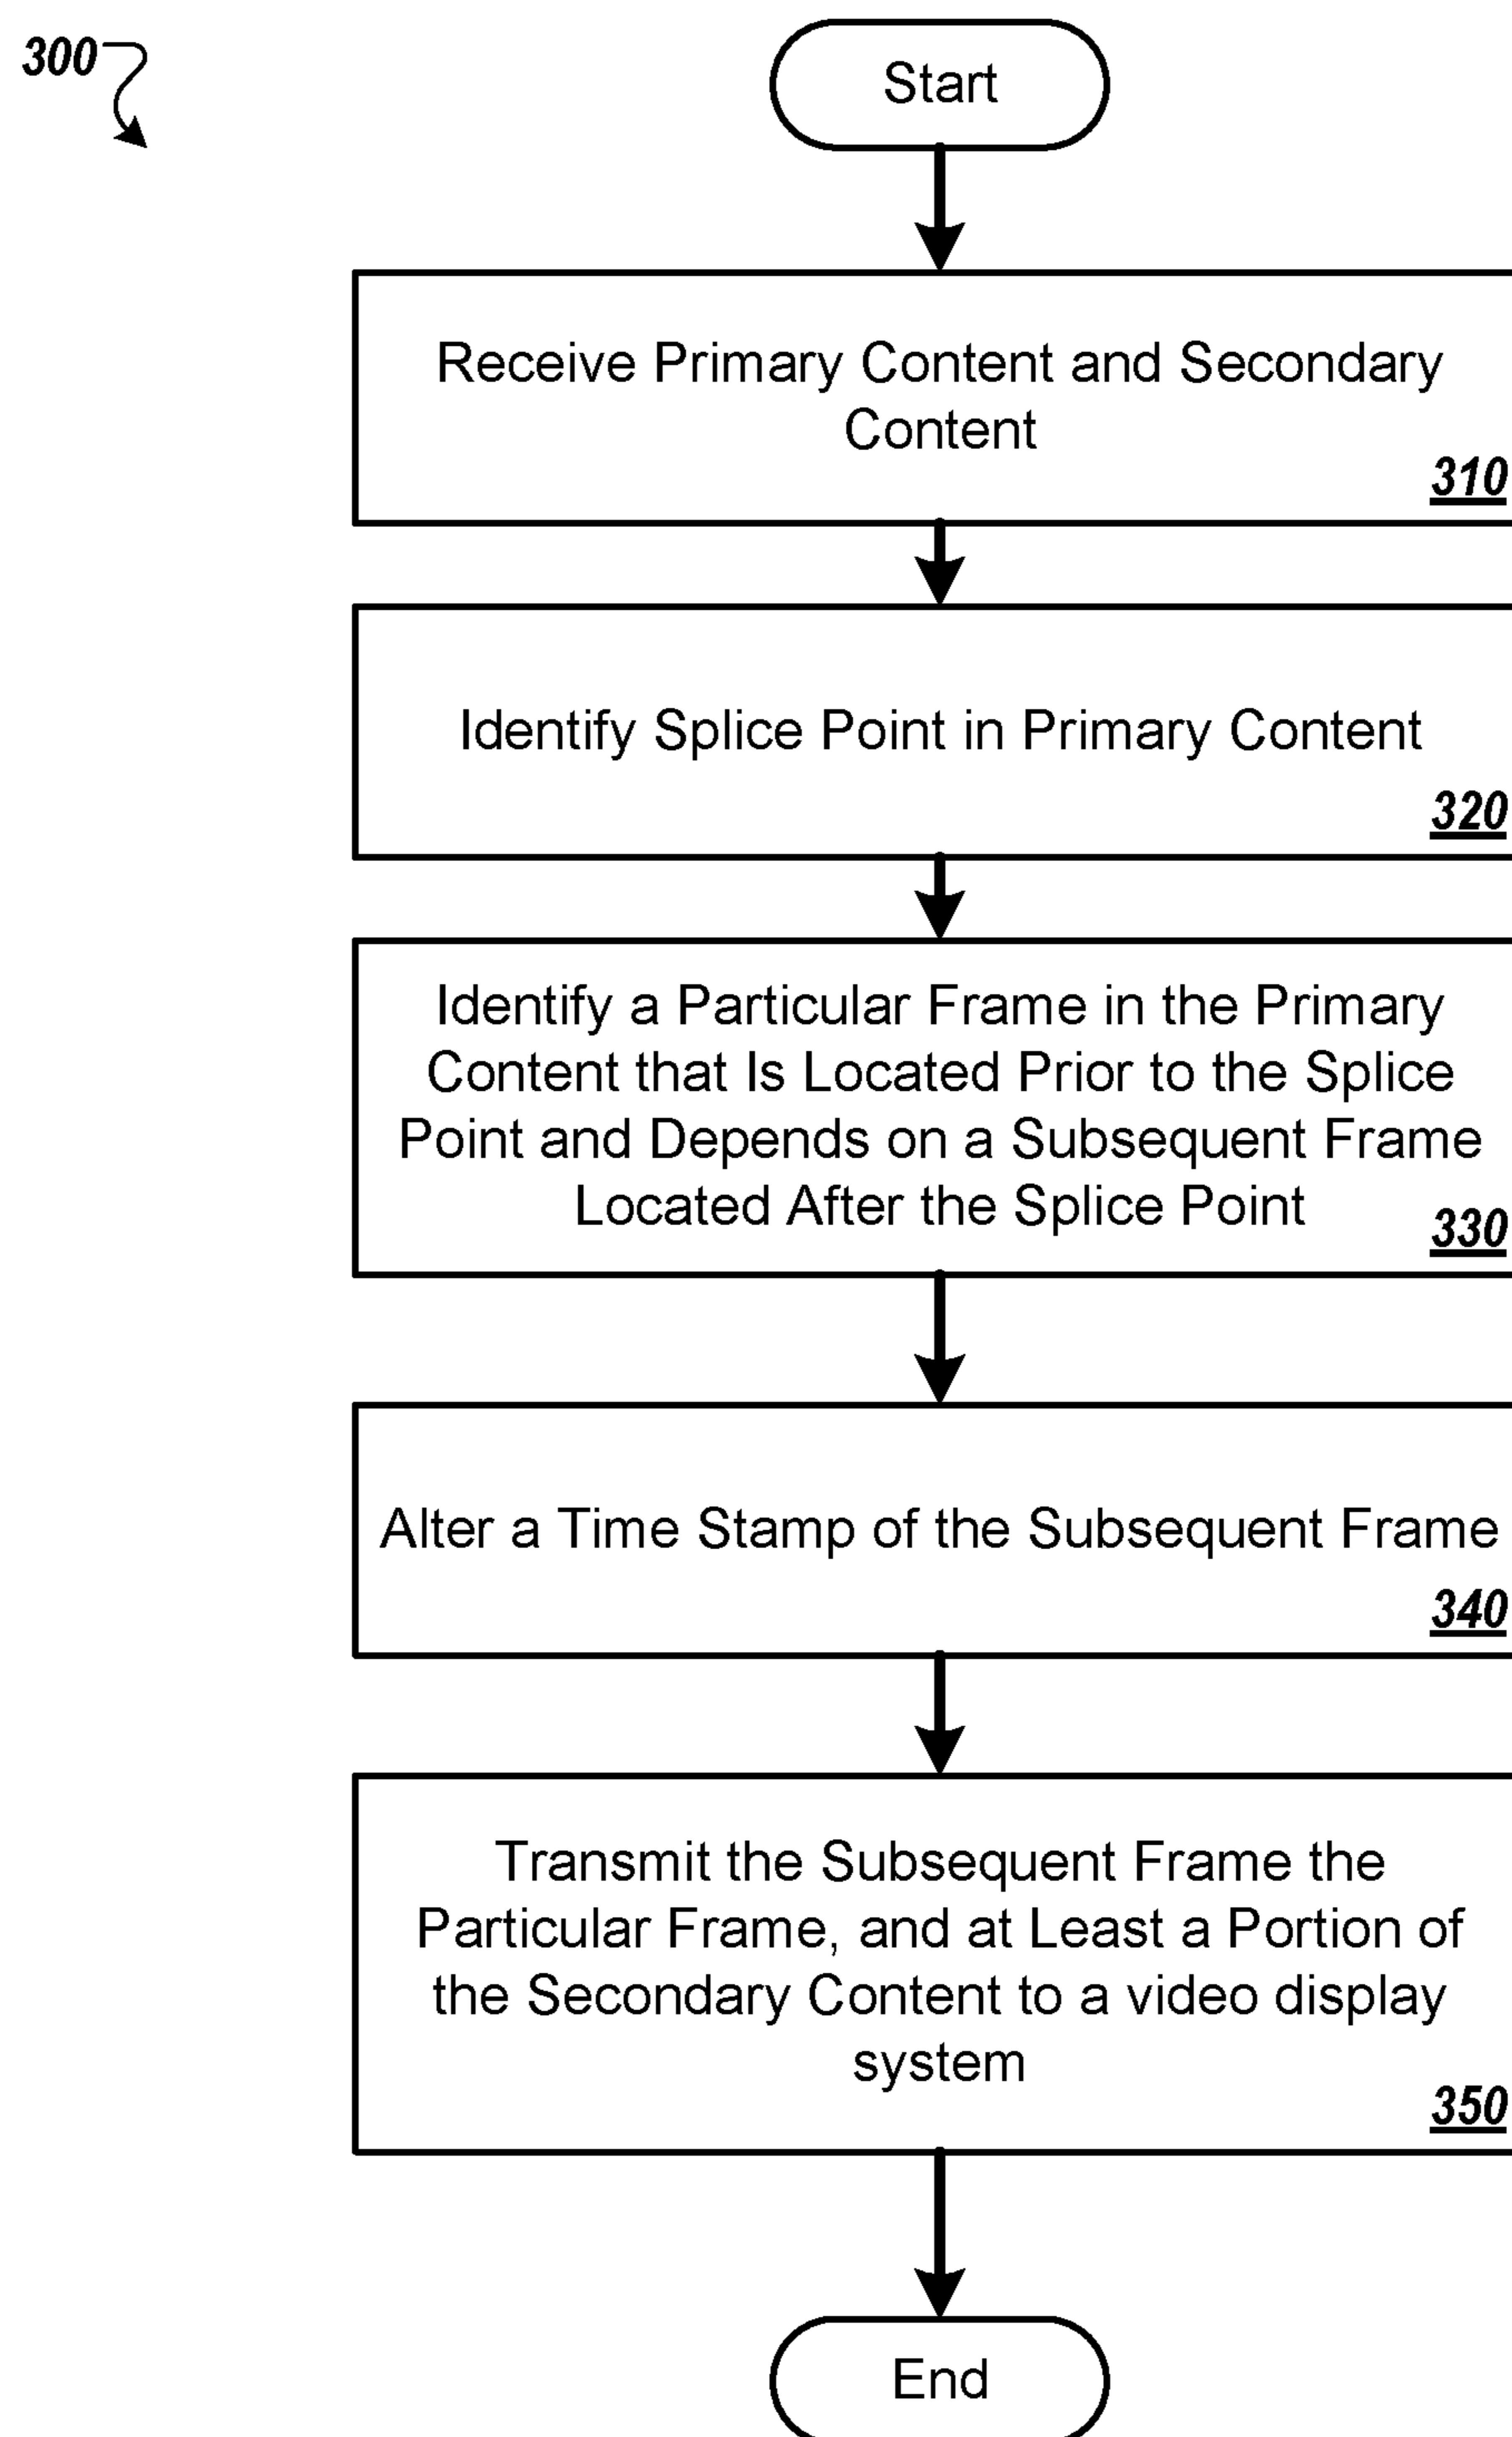 300
Start
Receive Primary Content and Secondary
Content
310
Identify Splice Point in Primary Content
320
Identify a Particular Frame in the Primary
Content that Is Located Prior to the Splice
Point and Depends on a Subsequent Frame
Located After the Splice Point
330
Alter a Time Stamp of the Subsequent Frame
340
Transmit the Subsequent Frame the
Particular Frame, and at Least a Portion of
the Secondary Content to a video display
system
350
End